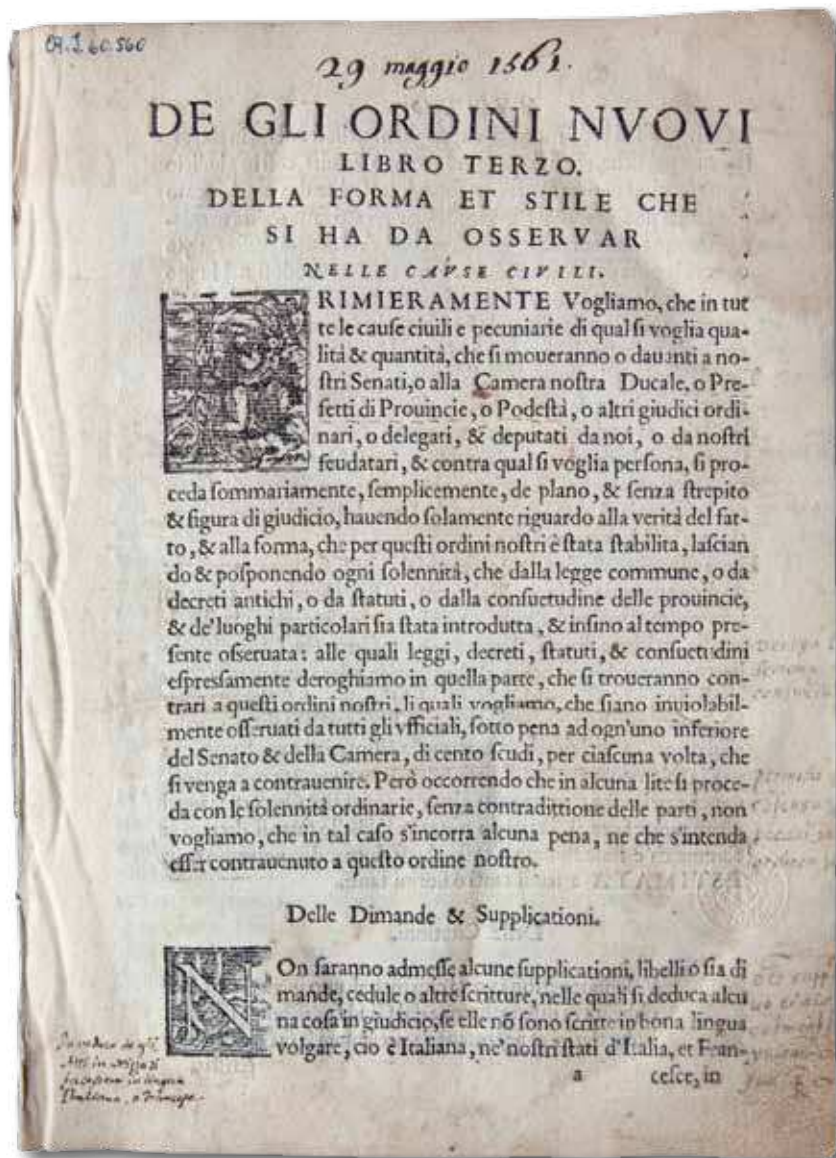 29 maggio 1561.
DE GLI ORDINI NVOVI
LIBRO TERZO.
DELLA FORMA ET STILE CHE
SI HA DA OSSERVAR
NELLE CAVSE CIVILI.
PRIMIERAMENTE Vogliamo, che in tut
te le cauſe ciuili e pecuniarie di qual ſi voglia qua-
lità & quantità, che ſi moueranno o dauanti a no-
ſtri Senati, o alla Camera noſtra Ducale, o Pre-
fetti di Prouincie, o Podeſtà, o altri giudici ordi-
nari, o delegati, & deputati da noi, o da noſtri
feudatari, & contra qual ſi voglia perſona, ſi pro-
ceda ſommariamente, ſemplicemente, de plano, & ſenza ſtrepito
& figura di giudicio, hauendo ſolamente riguardo alla verità del fat-
to, & alla forma, che per queſti ordini noſtri è ſtata ſtabilita, laſcian
do & poſponendo ogni ſolennità, che dalla legge commune, o da
decreti antichi, o da ſtatuti, o dalla conſuetudine delle prouincie,
& de' luoghi particolari ſia ſtata introdutta, & inſino al tempo pre-
ſente oſſeruata: alle quali leggi, decreti, ſtatuti, & conſuetudini
eſpreſſamente deroghiamo in quella parte, che ſi troueranno con-
trari a queſti ordini noſtri, li quali vogliamo, che ſiano inuiolabil-
mente oſſeruati da tutti gli vfficiali, ſotto pena ad ogn'uno inferiore
del Senato & della Camera, di cento ſcudi, per ciaſcuna volta, che
ſi venga a contrauenire. Però occorrendo che in alcuna lite ſi proce-
da con le ſolennità ordinarie, ſenza contradittione delle parti, non
vogliamo, che in tal caſo s'incorra alcuna pena, ne che s'intenda
eſſer contrauenuto a queſto ordine noſtro.
Delle Dimande & Supplicationi.
NOn ſaranno admeſſe alcune ſupplicationi, libelli o ſia di
mande, cedule o altre ſcritture, nelle quali ſi deduca alcu
na coſa in giudicio, ſe elle nõ ſono ſcritte in bona lingua
volgare, cio è Italiana, ne' noſtri ſtati d'Italia, et Fran-
a ceſce, in